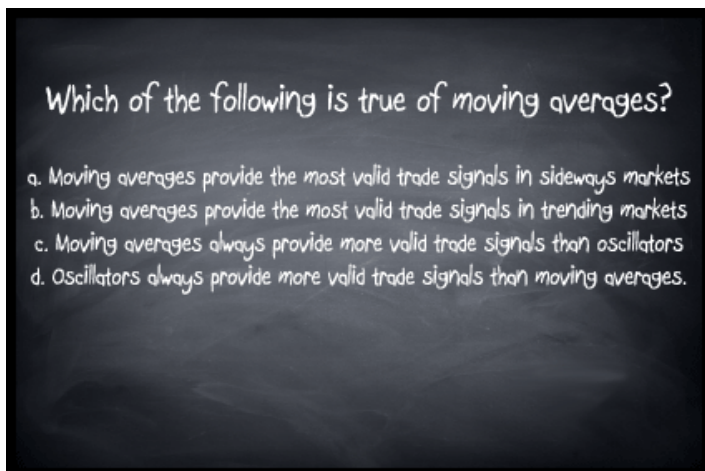 Which of the following is true of moving averages?
a. Moving averages provide the most valid trade signals in sideways markets
b. Moving averages provide the most valid trade signals in trending markets
c. Moving averages always provide more valid trade signals than oscillators
d. Oscillators always provide more valid trade signals than moving averages.